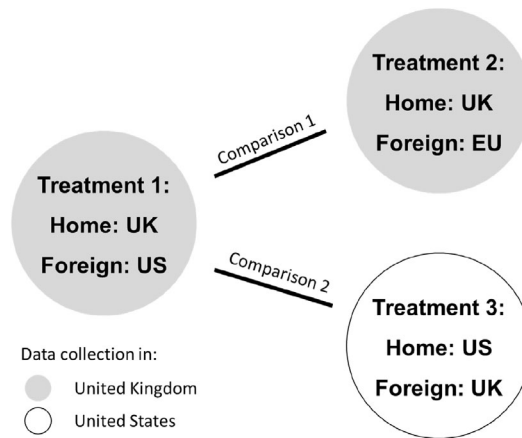 Treatment 2:
Home: UK
Foreign: EU
Comparison 1
Treatment 1:
Home: UK
Foreign: US
Comparison 2
Treatment 3:
Home: US
Foreign: UK
Data collection in:
United Kingdom
United States